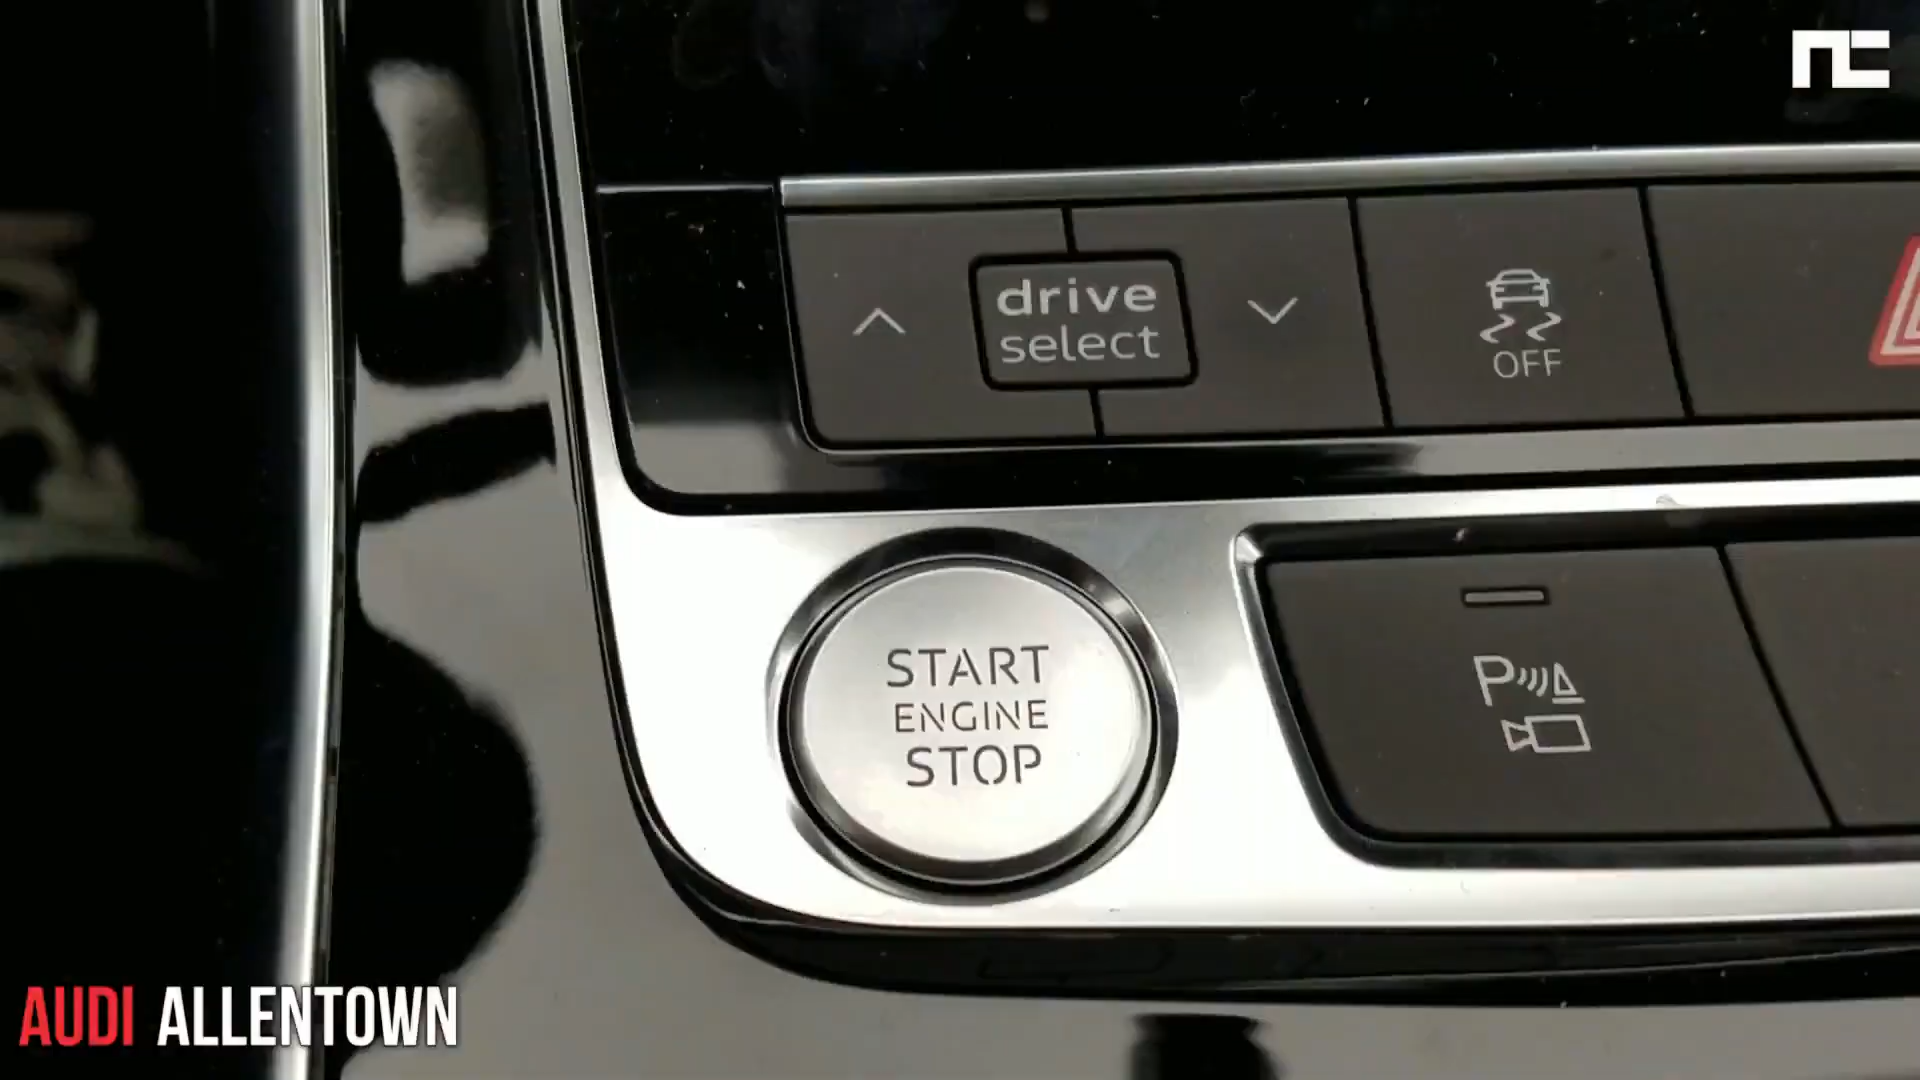 drive
select
OFF
START
ENGINE
STOP
P
AUDI ALLENTOWN